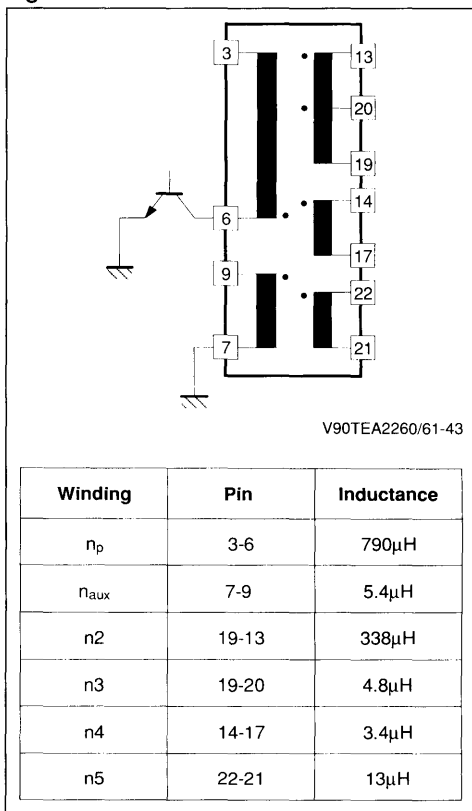 3
13
20
19
14
6
17
9
22
7
21
V90TEA2260/61-43
Winding Pin Inductance
np 3-6 790µH
naux 7-9 5.4µH
n2 19-13 338µH
n3 19-20 4.8µH
n4 14-17 3.4µH
n5 22-21 13µH